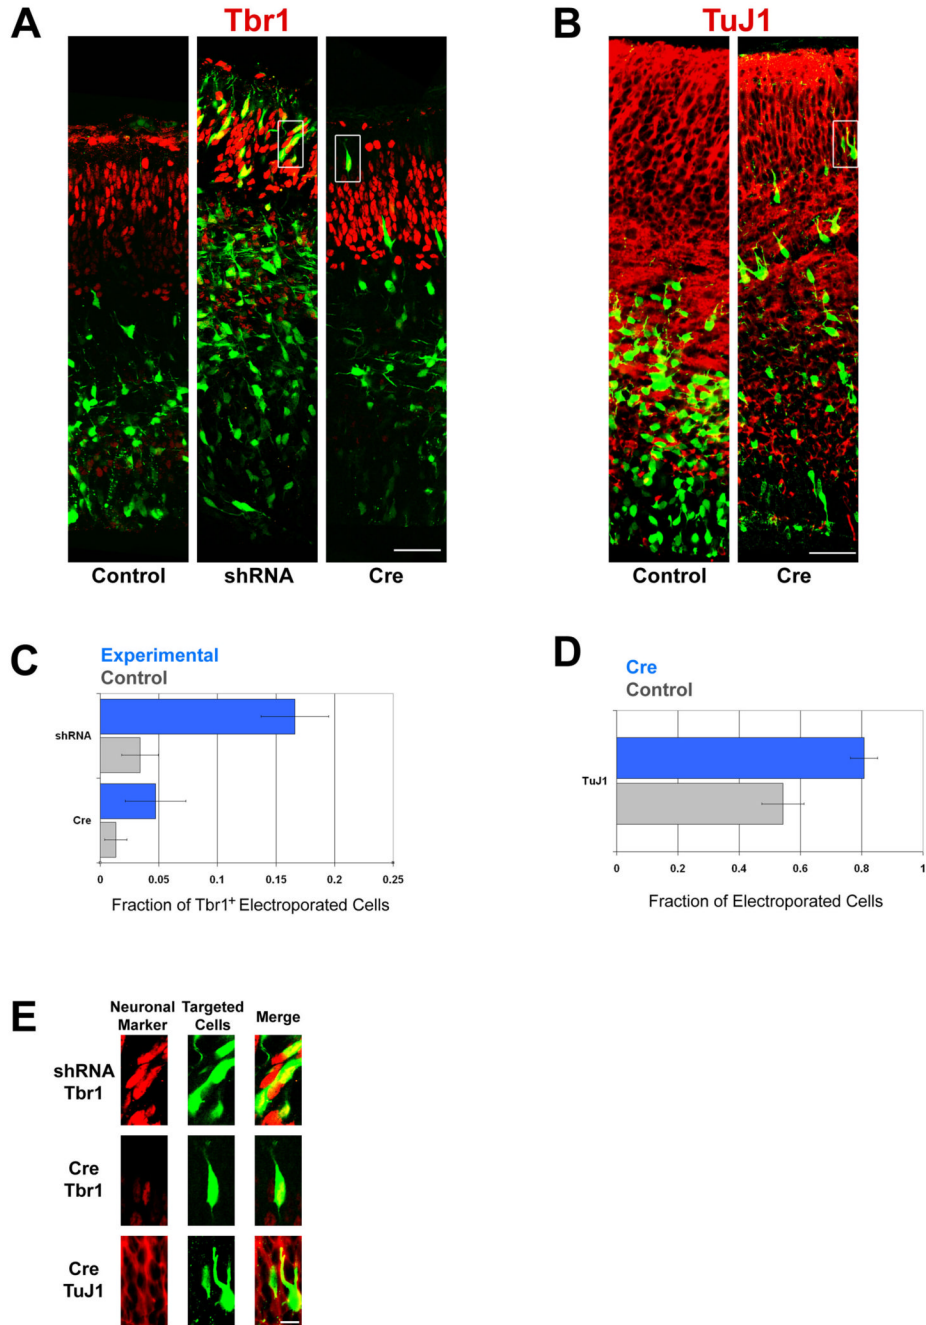 A
Tbr1
B
TuJ1
Control
shRNA
Cre
Control
Cre
C
Experimental
Control
shRNA
Cre
0
0.05
0.1
0.15
0.2
0.25
Fraction of Tbr1+ Electroporated Cells
D
Cre
Control
TuJ1
0
0.2
0.4
0.6
0.8
1
Fraction of Electroporated Cells
E
Neuronal
Marker
Targeted
Cells
Merge
shRNA
Tbr1
Cre
Tbr1
Cre
TuJ1